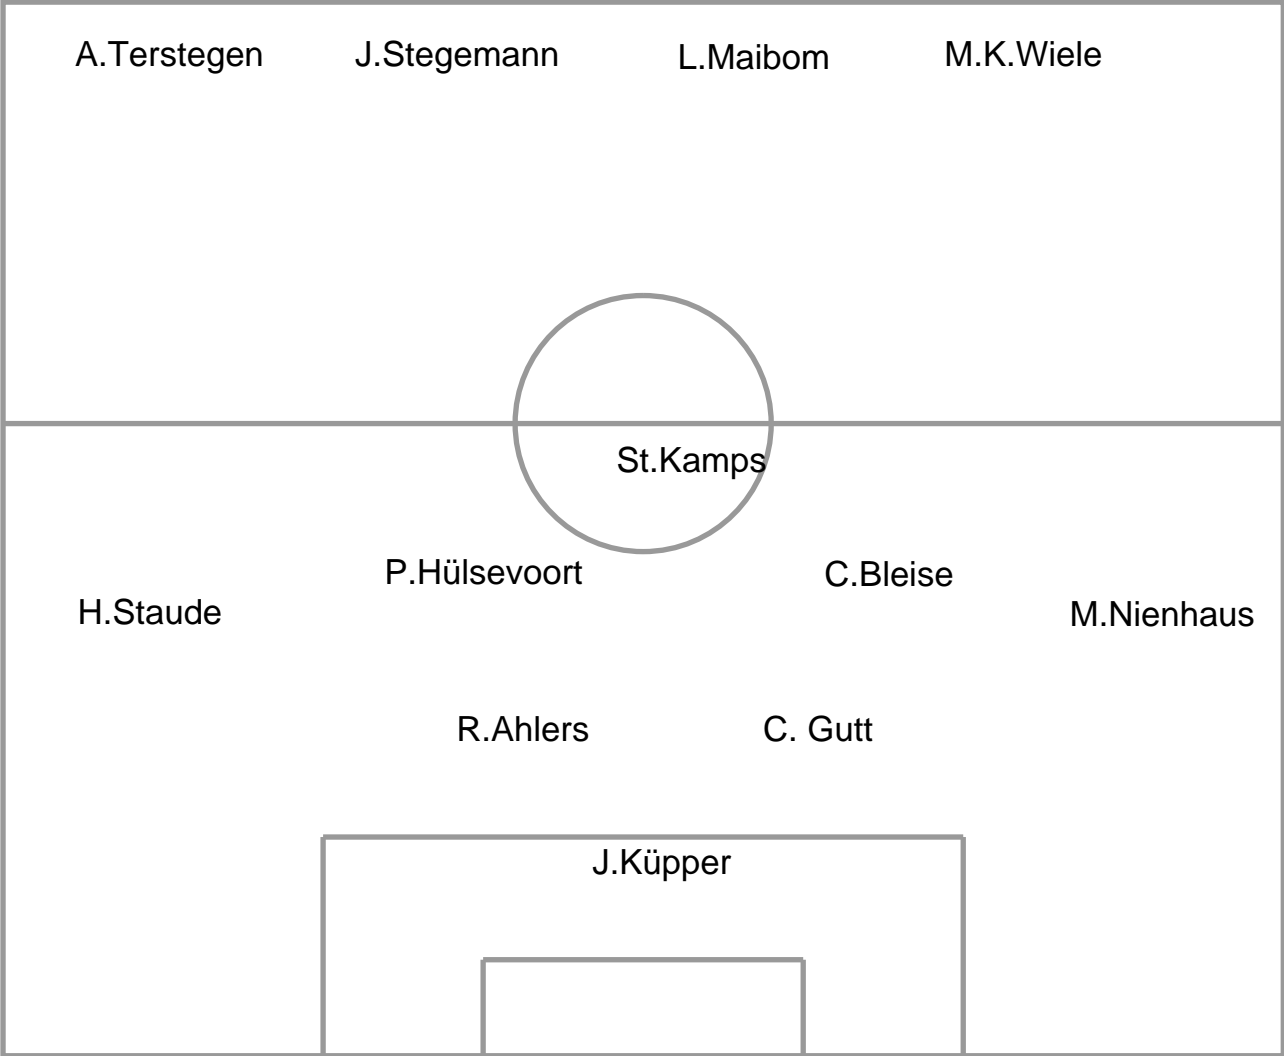 A.Terstegen J.Stegemann L.Maibom M.K.Wiele
St.Kamps
P.Hülsevoort C.Bleise
H.Staude M.Nienhaus
R.Ahlers C. Gutt
J.Küpper